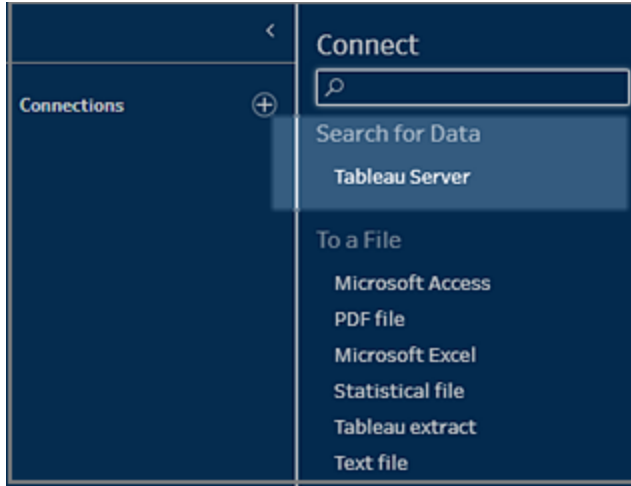 Connections
Connect
Search for Data
Tableau Server
To a File
Microsoft Access
PDF file
Microsoft Excel
Statistical file
Tableau extract
Text file